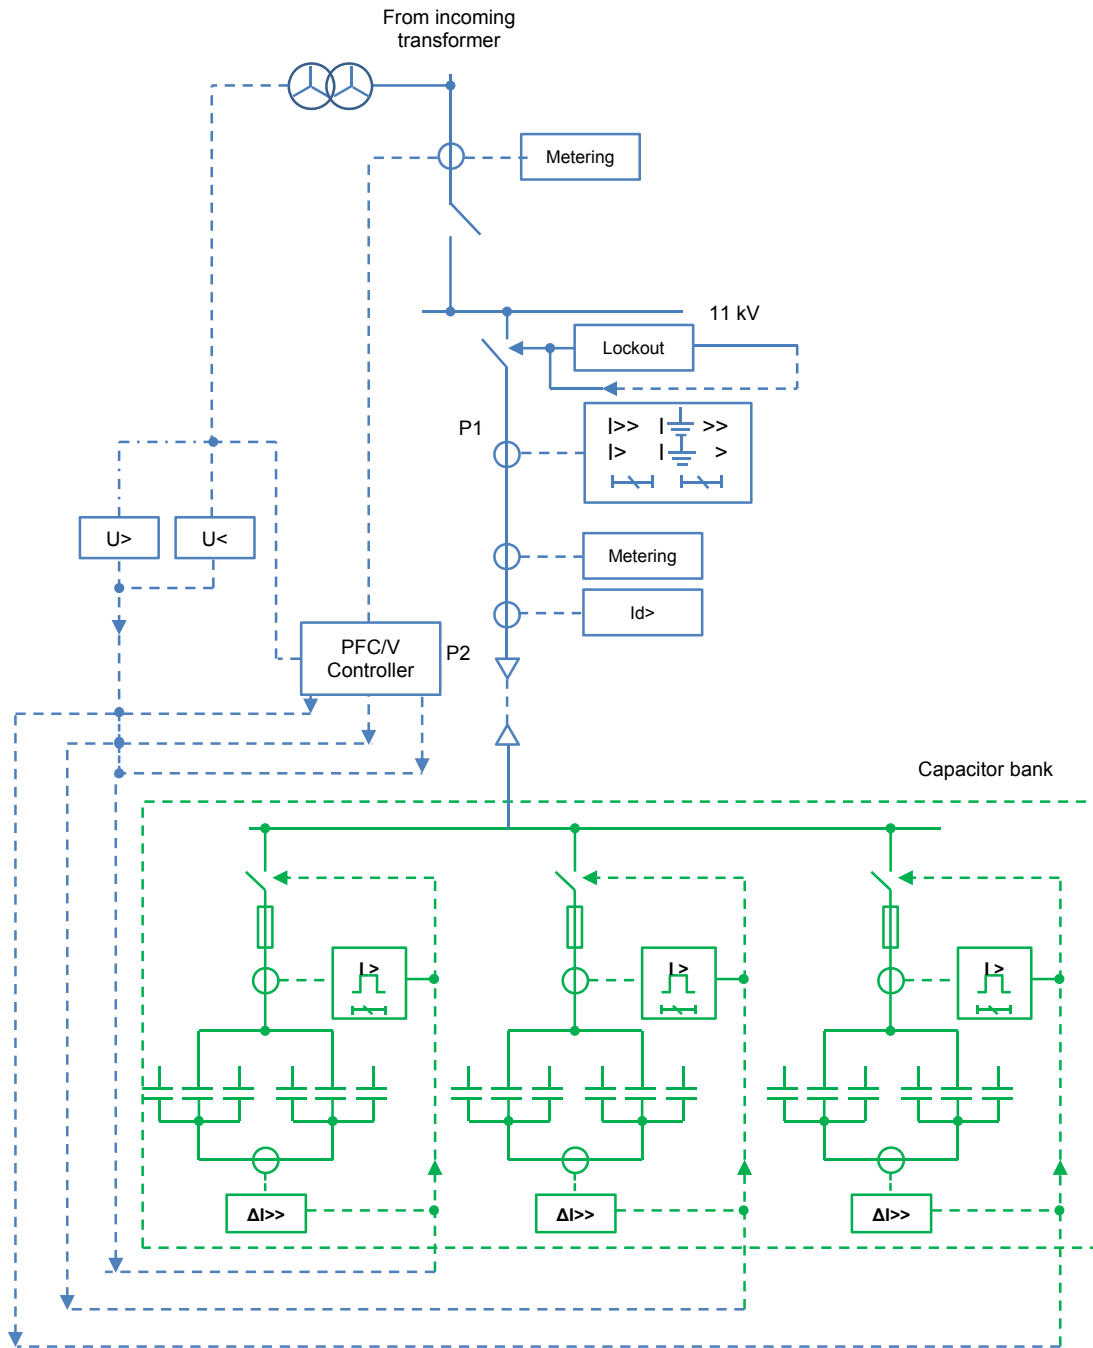 From incoming
transformer
Metering
11 kV
Lockout
P1
I>> I >>
I> I >
U>
U<
Metering
Id>
PFC/V
Controller
P2
Capacitor bank
I >
I >
I >
ΔI>>
ΔI>>
ΔI>>